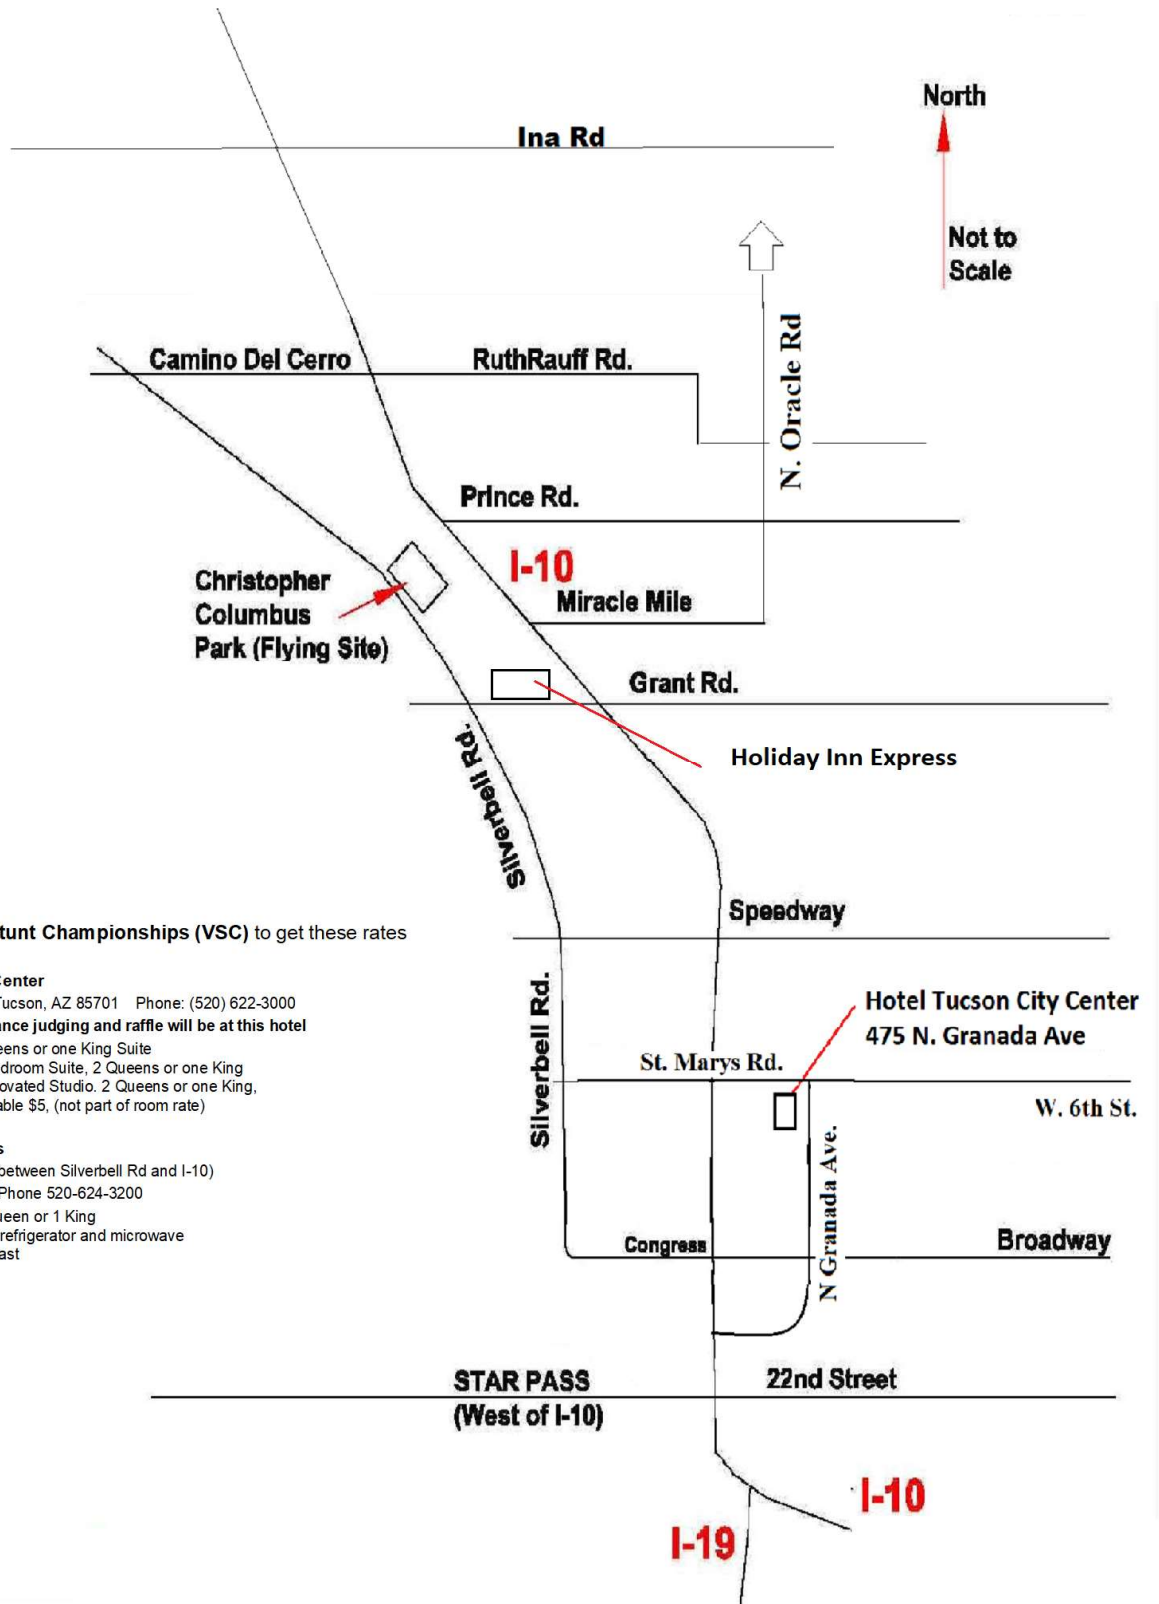 North
Ina Rd
Not to
Scale
N. Oracle Rd
Camino Del Cerro
RuthRauff Rd.
Prince Rd.
I-10
Christopher
Columbus
Park (Flying Site)
Miracle Mile
Grant Rd.
Silverbell Rd.
Holiday Inn Express
Speedway
tunt Championships (VSC) to get these rates
Center
Tucson, AZ 85701 Phone: (520) 622-3000
ance judging and raffle will be at this hotel
eens or one King Suite
droom Suite, 2 Queens or one King
ovated Studio. 2 Queens or one King,
able $5, (not part of room rate)
s
between Silverbell Rd and I-10)
Phone 520-624-3200
ueen or 1 King
refrigerator and microwave
ast
Silverbell Rd.
Hotel Tucson City Center
475 N. Granada Ave
St. Marys Rd.
W. 6th St.
N Granada Ave.
Congress
Broadway
STAR PASS
(West of I-10)
22nd Street
I-10
I-19